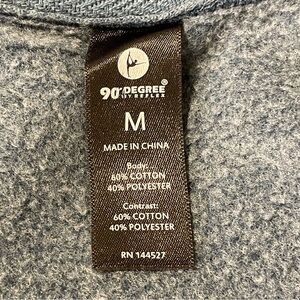 90°DEGREE®
BY REFLEX
M
MADE IN CHINA
Body:
60% COTTON
40% POLYESTER
Contrast:
60% COTTON
40% POLYESTER
RN 144527